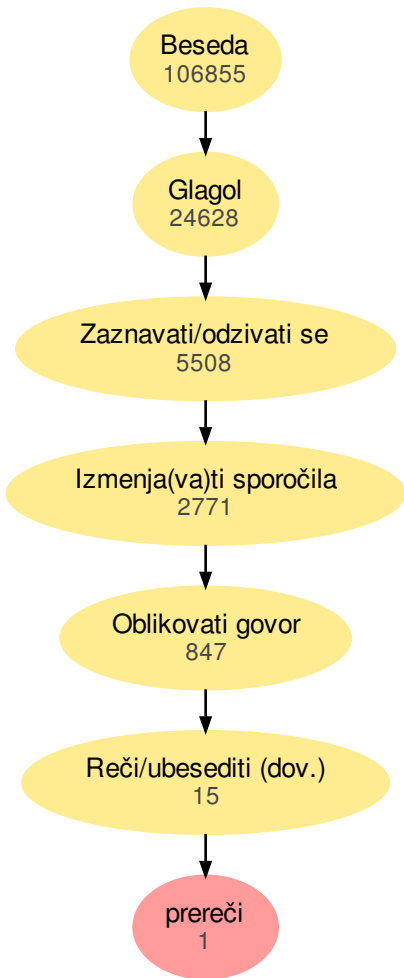 Beseda
106855
Glagol
24628
Zaznavati/odzivati se
5508
Izmenja(va)ti sporočila
2771
Oblikovati govor
847
Reči/ubesediti (dov.)
15
prereči
1